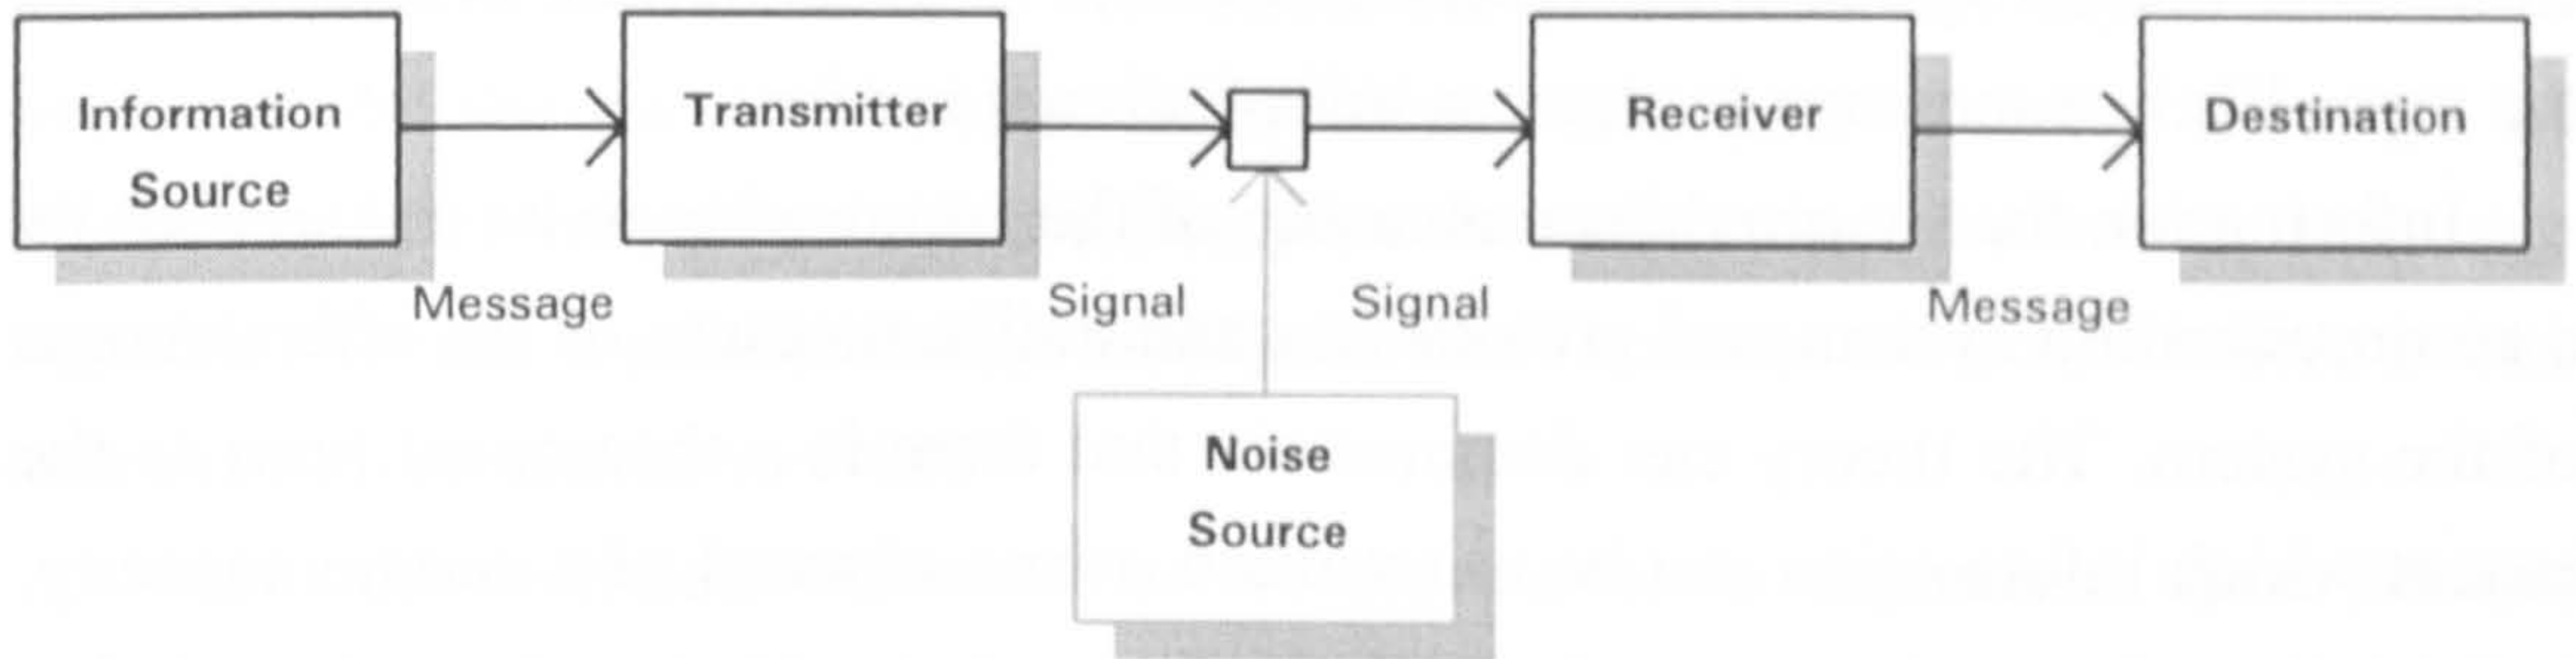 Information
Source
Transmitter
Receiver
Destination
Message
Signal
Signal
Message
Noise
Source